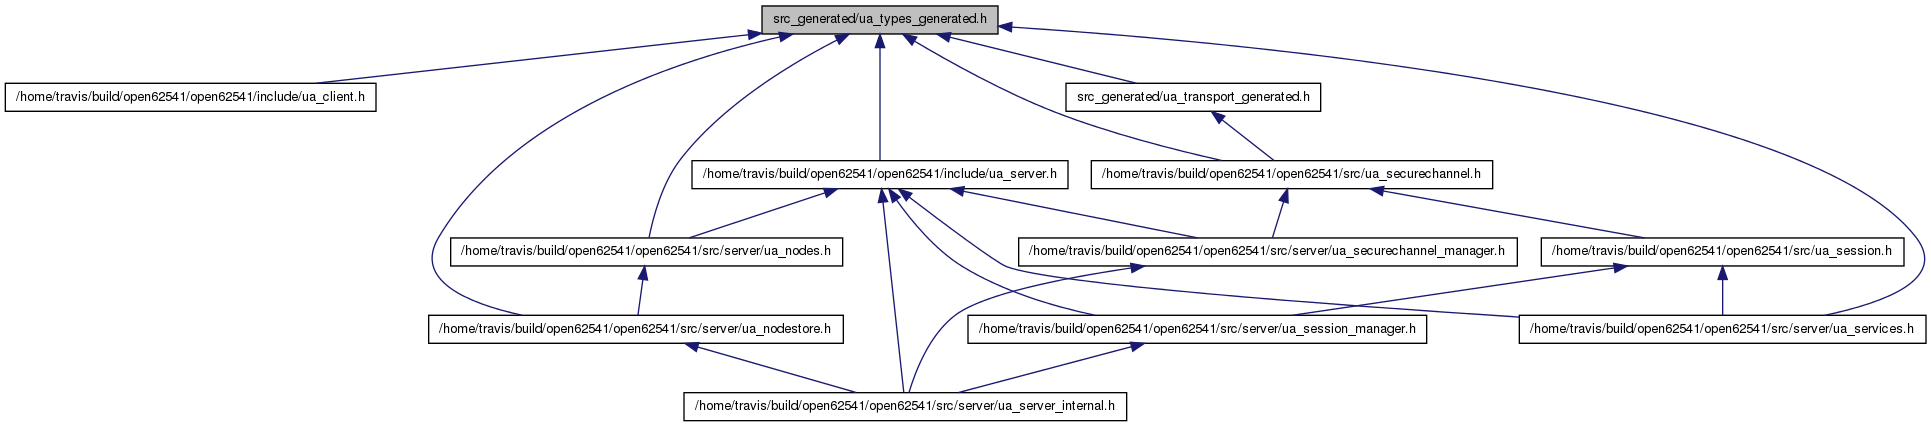 src_generated/ua_types_generated.h
/home/travis/build/open62541/open62541/include/ua_client.h
src_generated/ua_transport_generated.h
/home/travis/build/open62541/open62541/include/ua_server.h
/home/travis/build/open62541/open62541/src/ua_securechannel.h
/home/travis/build/open62541/open62541/src/server/ua_nodes.h
/home/travis/build/open62541/open62541/src/server/ua_securechannel_manager.h
/home/travis/build/open62541/open62541/src/ua_session.h
/home/travis/build/open62541/open62541/src/server/ua_nodestore.h
/home/travis/build/open62541/open62541/src/server/ua_session_manager.h
/home/travis/build/open62541/open62541/src/server/ua_services.h
/home/travis/build/open62541/open62541/src/server/ua_server_internal.h